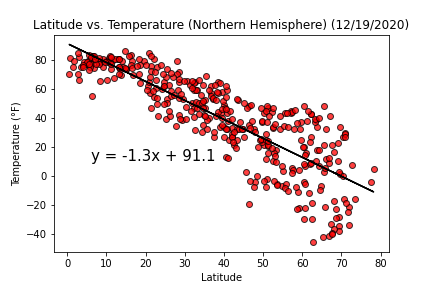 Latitude vs. Temperature (Northern Hemisphere) (12/19/2020)
80
60
40
20
0
−20
−40
Temperature (°F)
y = -1.3x + 91.1
0 10 20 30 40 50 60 70 80
Latitude